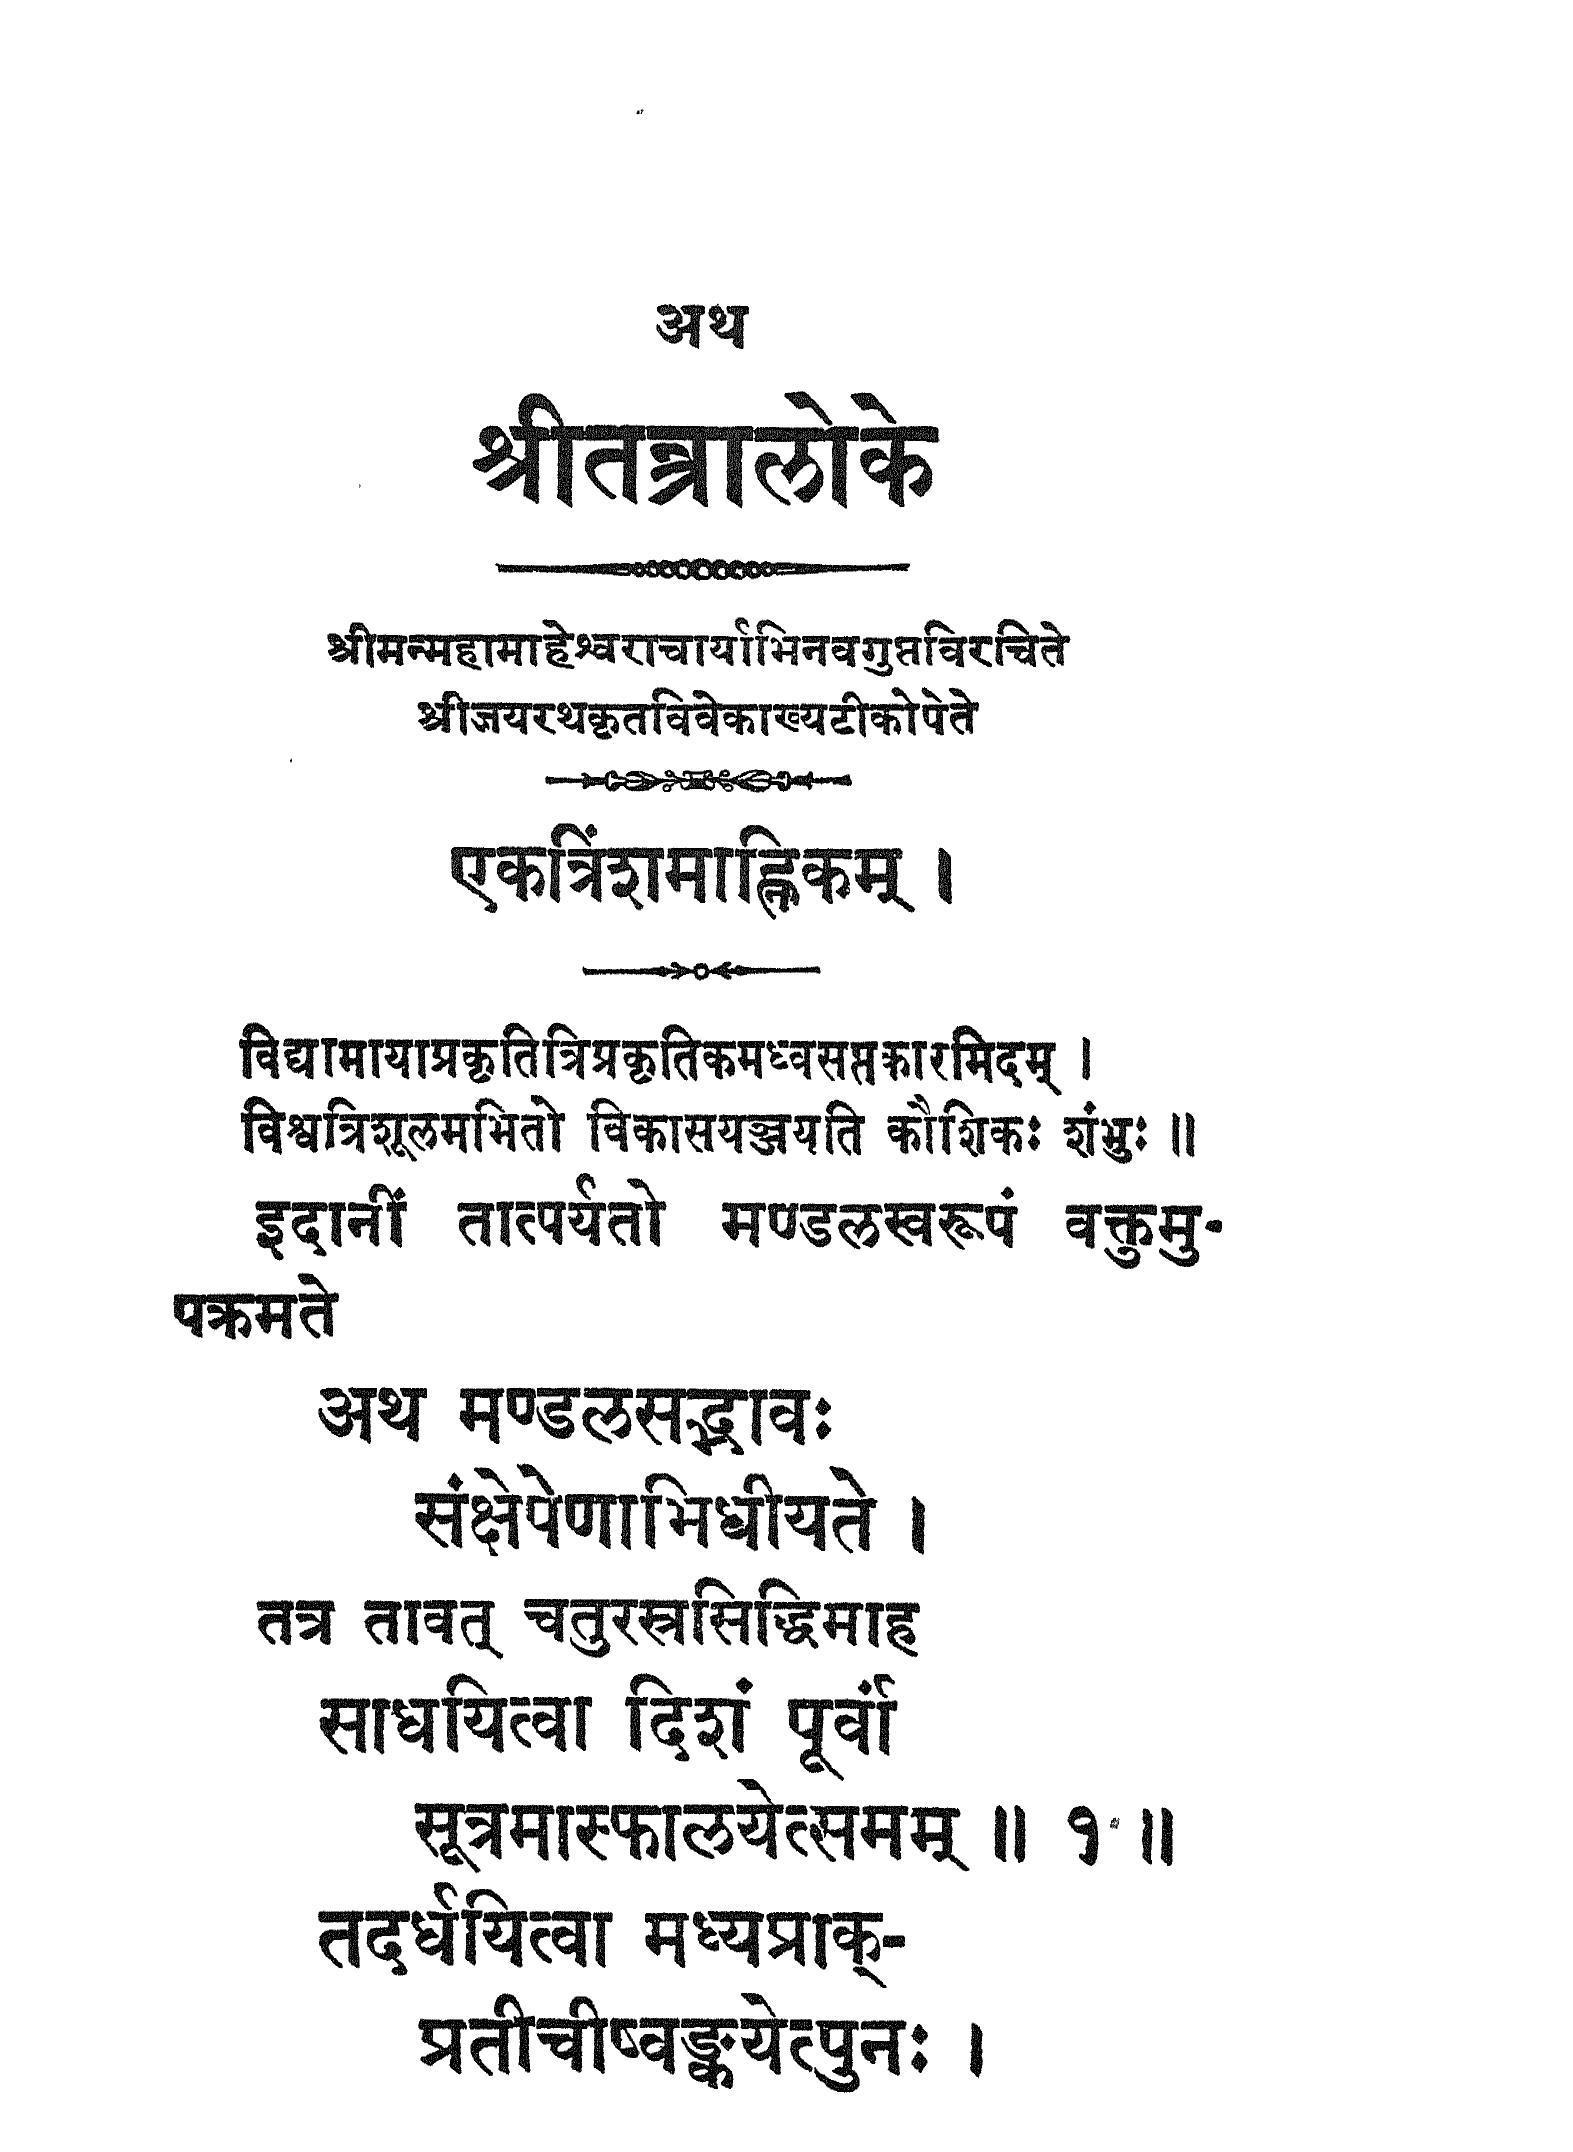 अथ
श्रीतन्त्रालोके
श्रीमन्महामाहेश्वराचार्याभिनवगुप्तविरचिते
श्रीजयरथकृतविवेकाख्यटीकोपेते
एकत्रिंशमाह्निकम् ।
विद्यामायाप्रकृतित्रिप्रकृतिकमध्वसप्तकारमिदम् ।
विश्वत्रिशूलमभितो विकासयञ्जयति कौशिकः शंभुः ॥
इदानीं तात्पर्यतो मण्डलस्वरूपं वक्तुमु-
पक्रमते
अथ मण्डलसद्भावः
संक्षेपेणाभिधीयते ।
तत्र तावत् चतुरस्रसिद्धिमाह
साधयित्वा दिशं पूर्वां
सूत्रमास्फालयेत्समम् ॥ १ ॥
तदर्धयित्वा मध्यप्राक्-
प्रतीचीष्वङ्कयेत्पुनः ।